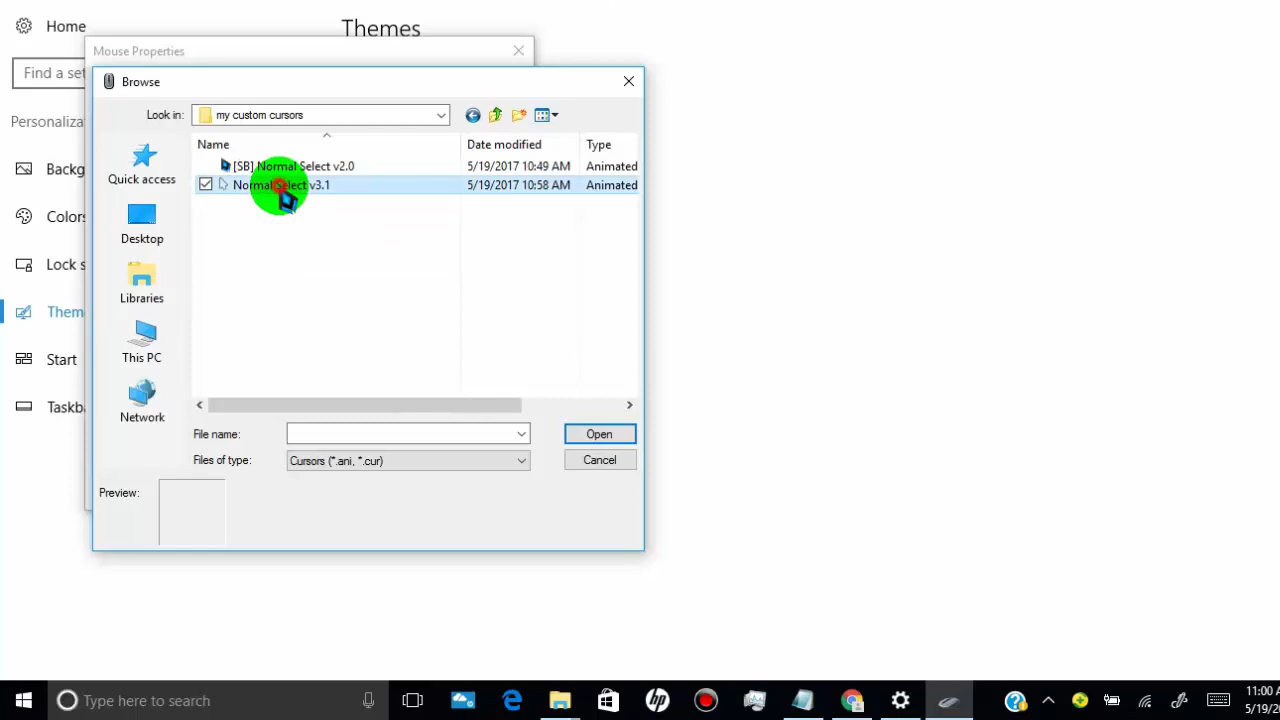 Home
Themes
Mouse Properties
Find a set
Browse
Look in: my custom cursors
Personaliza
Name Date modified Type
Quick access
[SB] Normal Select v2.0 5/19/2017 10:49 AM Animated
Normal Select v3.1 5/19/2017 10:58 AM Animated
Backg
Colors
Desktop
Lock s
Libraries
Them
This PC
Start
Taskba
Network
File name: Open
Files of type: Cursors (*.ani, *.cur) Cancel
Preview:
Type here to search
hp
11:00 A
5/19/20